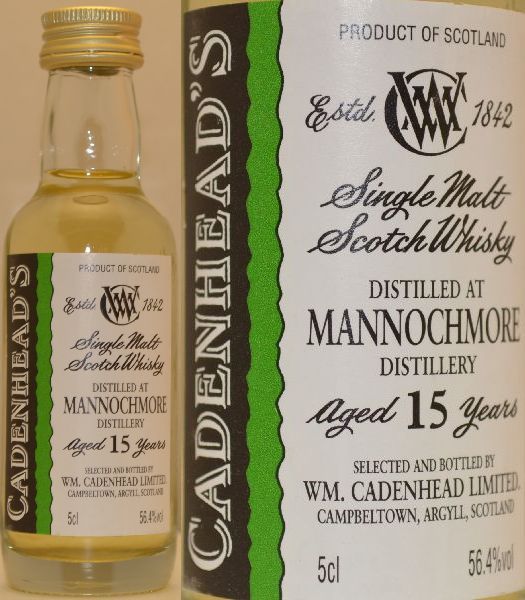 CADENHEAD'S
PRODUCT OF SCOTLAND
Estd. WC 1842
Single Malt
Scotch Whisky
DISTILLED AT
MANNOCHMORE
DISTILLERY
Aged 15 Years
SELECTED AND BOTTLED BY
WM. CADENHEAD LIMITED.
CAMPBELTOWN, ARGYLL, SCOTLAND
5cl 56.4%vol
CADENHEAD'S
PRODUCT OF SCOTLAND
Estd. WC 1842
Single Malt
Scotch Whisky
DISTILLED AT
MANNOCHMORE
DISTILLERY
Aged 15 Years
SELECTED AND BOTTLED BY
WM. CADENHEAD LIMITED.
CAMPBELTOWN, ARGYLL, SCOTLAND
5cl 56.4%vol